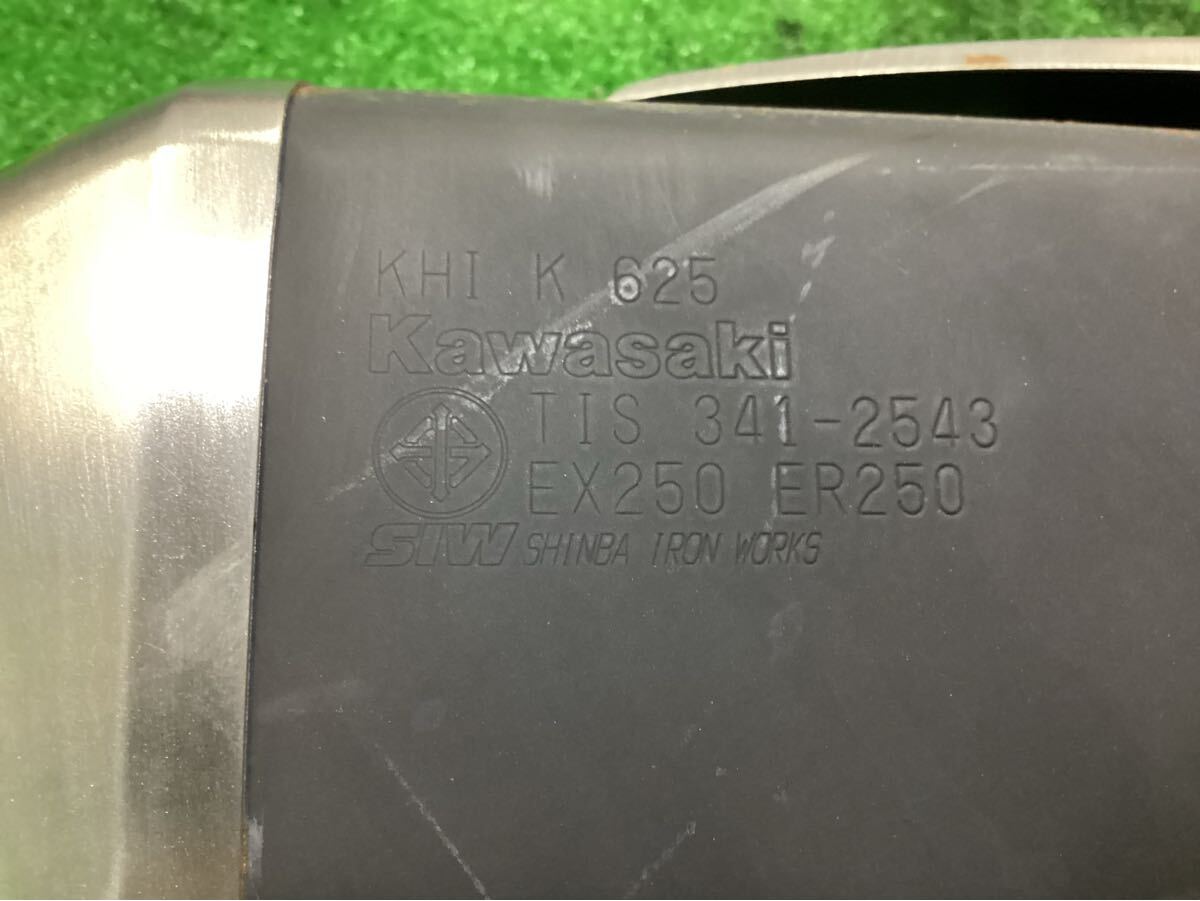 KHI K 625
Kawasaki
TIS 341-2543
EX250 ER250
SIW SHINBA IRON WORKS